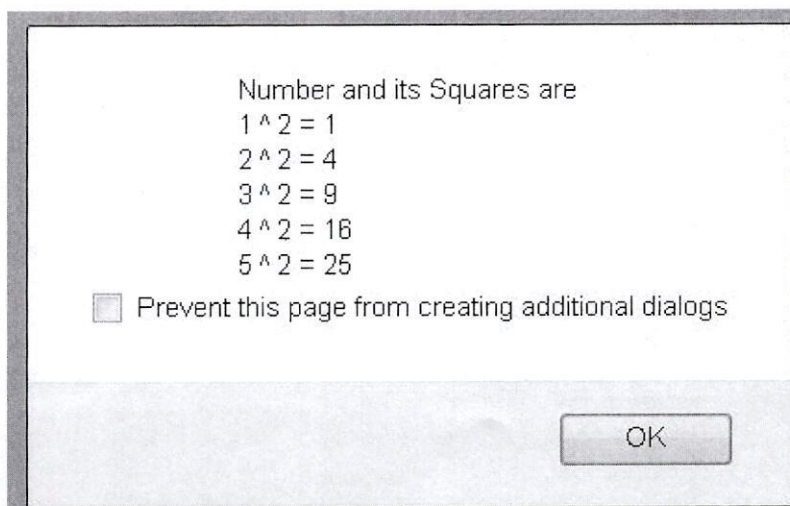 Number and its Squares are
1 ^ 2 = 1
2 ^ 2 = 4
3 ^ 2 = 9
4 ^ 2 = 16
5 ^ 2 = 25
Prevent this page from creating additional dialogs
OK